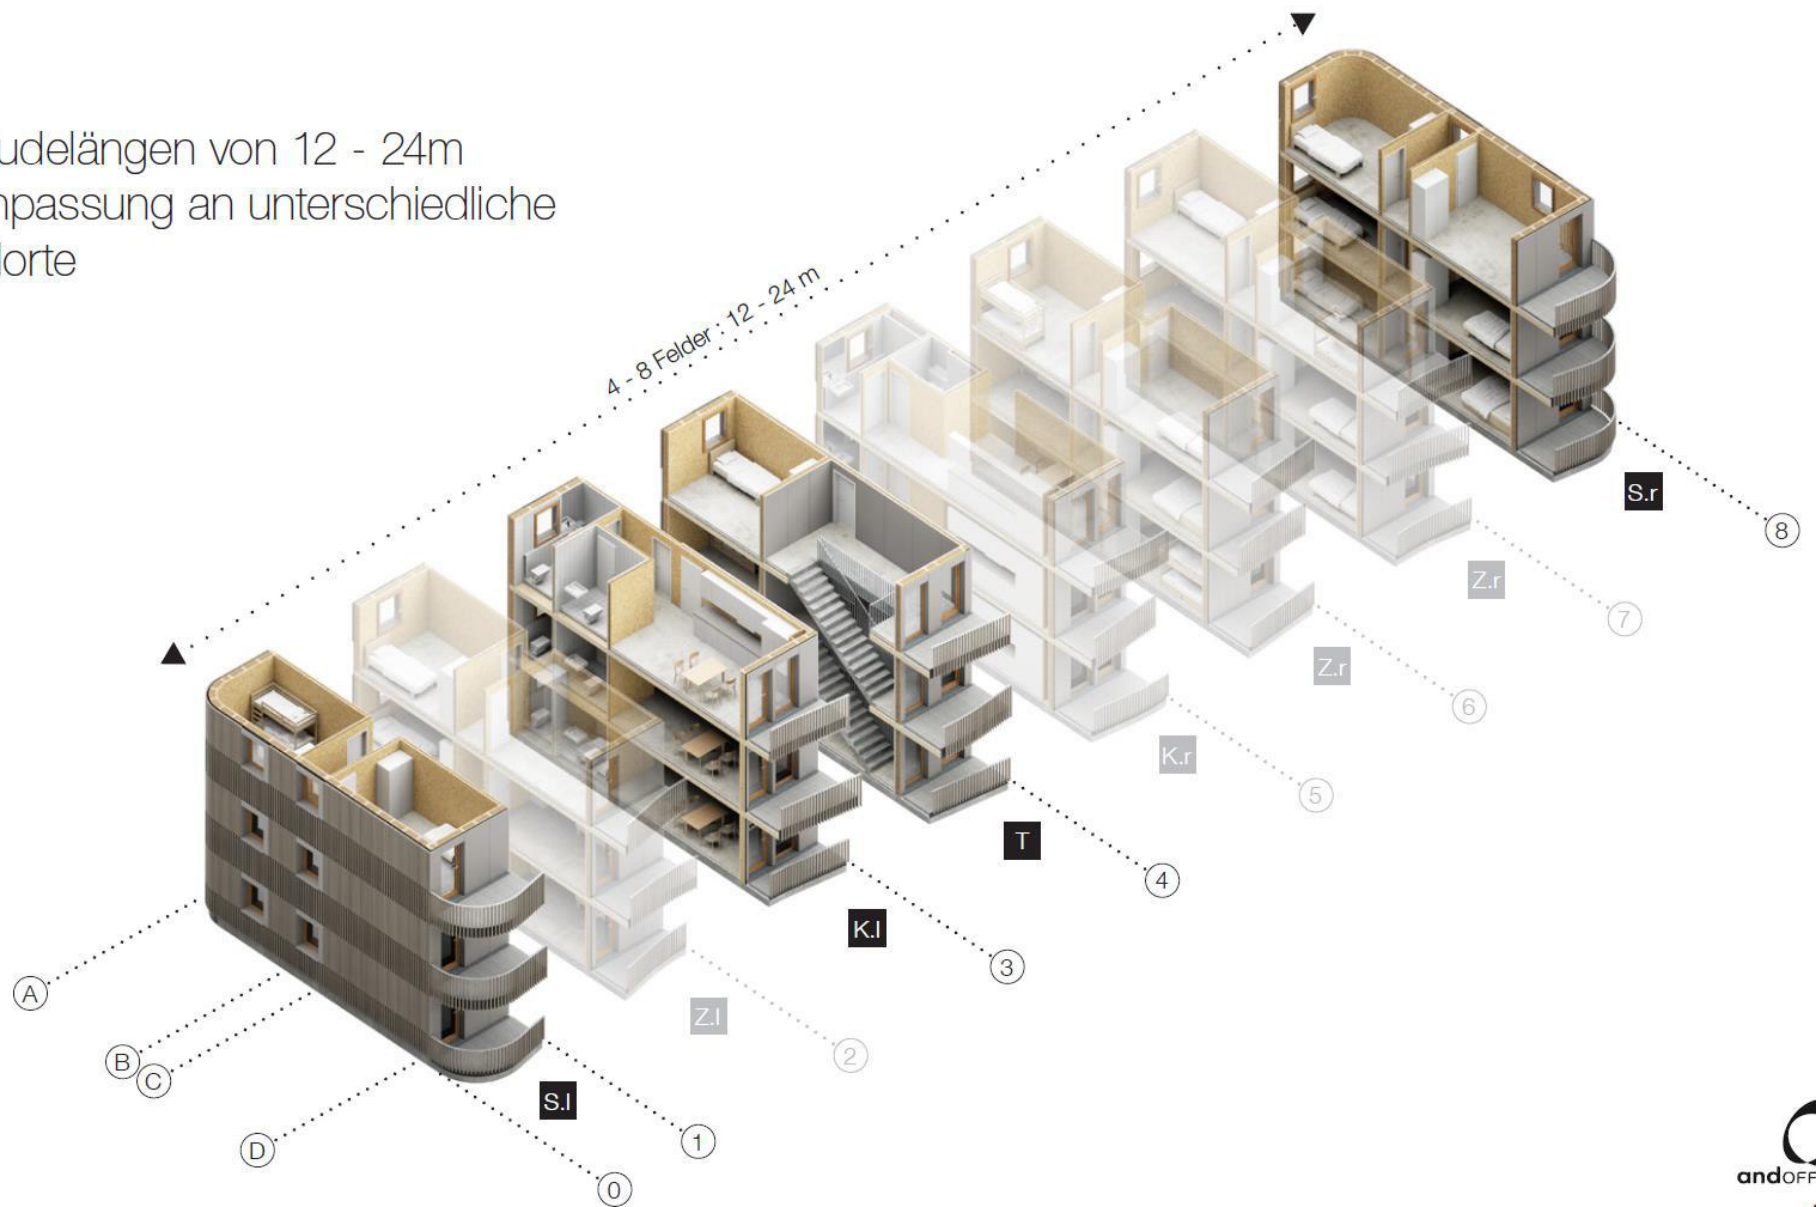 udelängen von 12 - 24m
npassung an unterschiedliche
lorte
4 - 8 Felder : 12 - 24 m
S.r
8
Z.r
7
Z.r
6
K.r
5
T
4
K.l
3
Z.l
2
S.l
1
0
A
B
C
D
andOFF